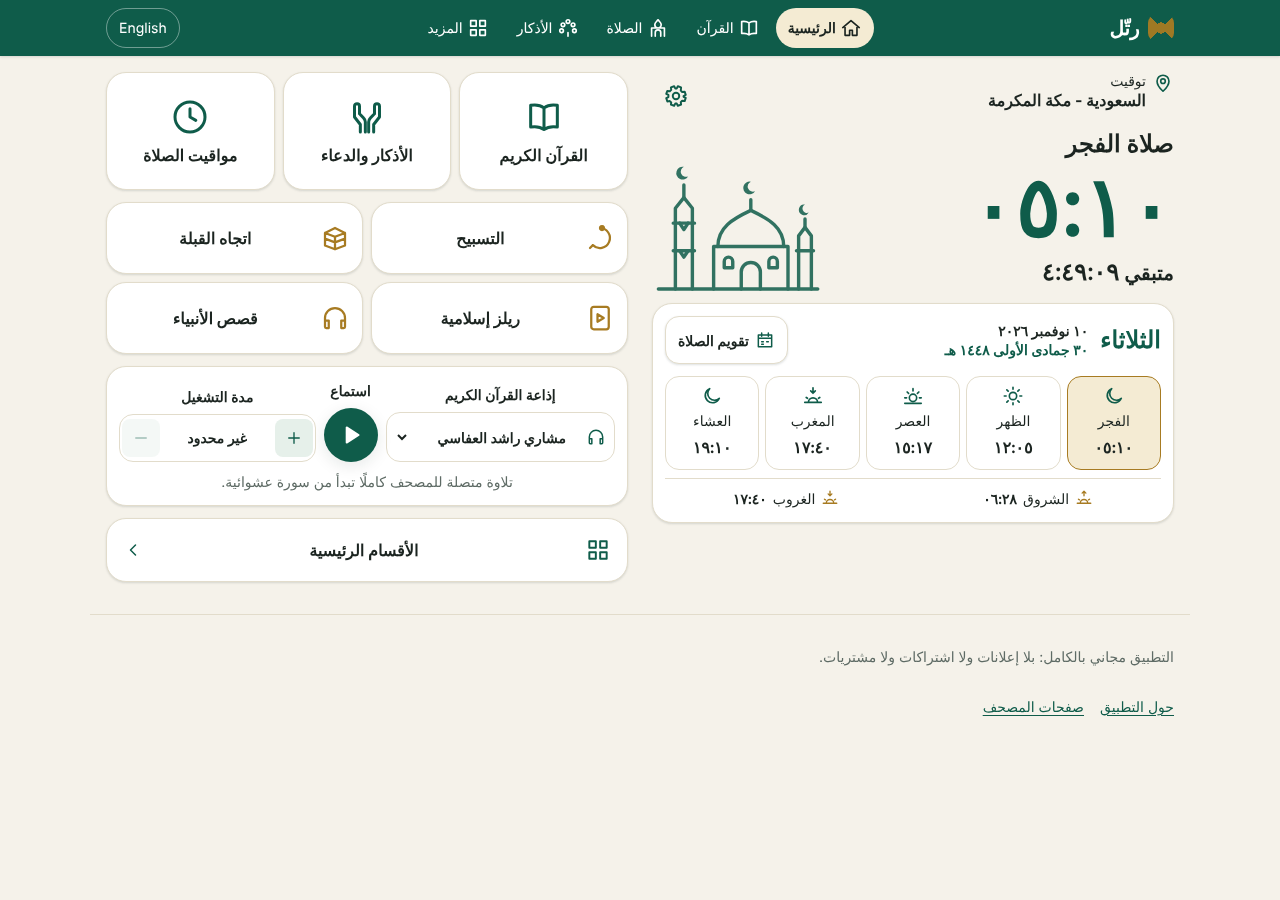 رتّل
الرئيسية
القرآن
الصلاة
الأذكار
المزيد
English
توقيت
السعودية - مكة المكرمة
صلاة الفجر
٠٥:١٠
متبقي ٤:٤٩:٠٩
الثلاثاء
١٠ نوفمبر ٢٠٢٦
٣٠ جمادى الأولى ١٤٤٨ هـ
تقويم الصلاة
الفجر
٠٥:١٠
الظهر
١٢:٠٥
العصر
١٥:١٧
المغرب
١٧:٤٠
العشاء
١٩:١٠
الشروق ٠٦:٢٨
الغروب ١٧:٤٠
القرآن الكريم
الأذكار والدعاء
مواقيت الصلاة
التسبيح
اتجاه القبلة
ريلز إسلامية
قصص الأنبياء
إذاعة القرآن الكريم
مشاري راشد العفاسي
استماع
مدة التشغيل
غير محدود
تلاوة متصلة للمصحف كاملًا تبدأ من سورة عشوائية.
الأقسام الرئيسية
التطبيق مجاني بالكامل: بلا إعلانات ولا اشتراكات ولا مشتريات.
حول التطبيق
صفحات المصحف